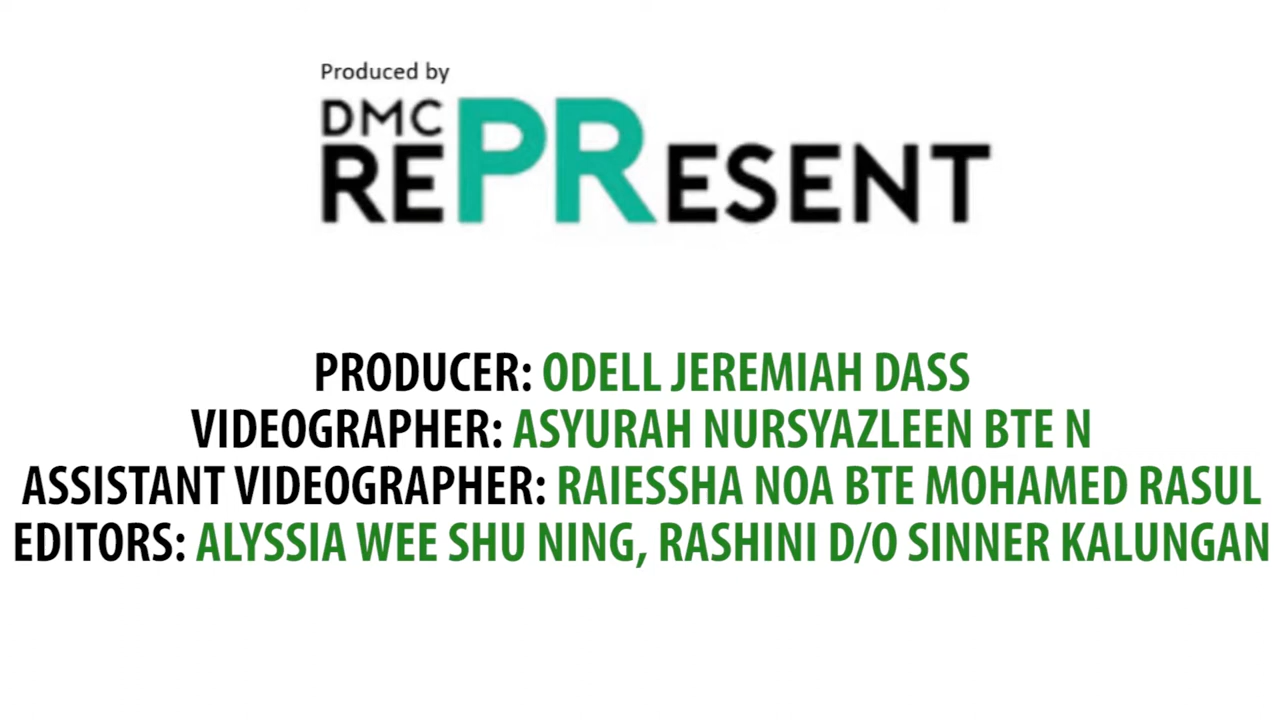 Produced by
DMC
REPRESENT
PRODUCER: ODELL JEREMIAH DASS
VIDEOGRAPHER: ASYURAH NURSYAZLEEN BTE N
ASSISTANT VIDEOGRAPHER: RAIESSHA NOA BTE MOHAMED RASUL
EDITORS: ALYSSIA WEE SHU NING, RASHINI D/O SINNER KALUNGAN